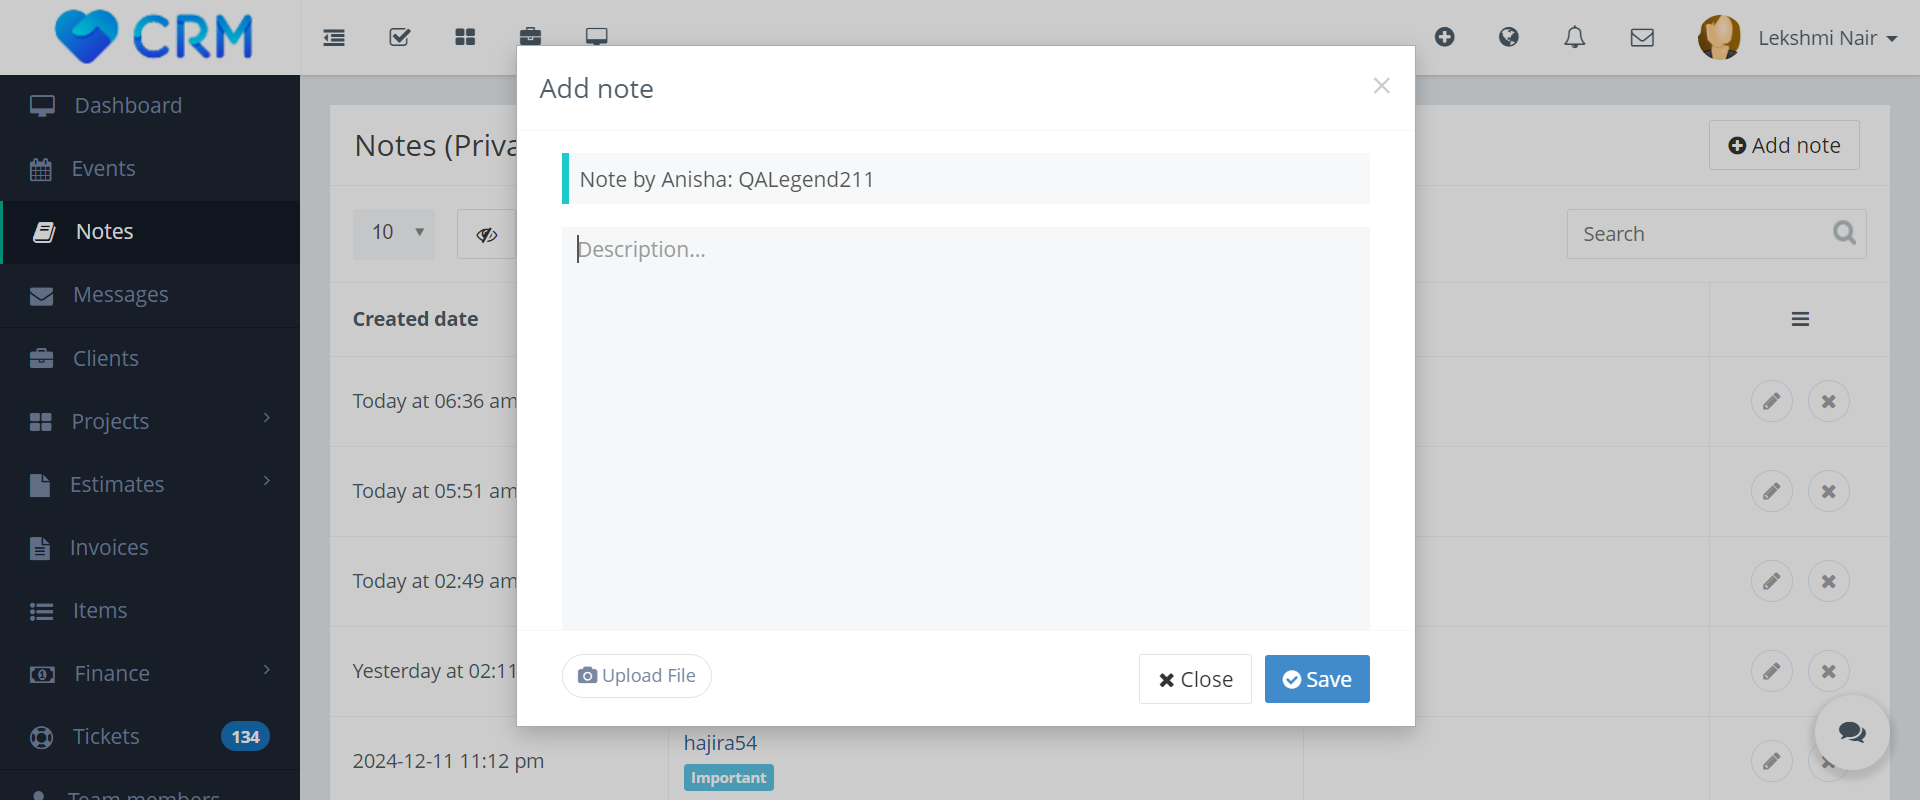 CRM
Lekshmi Nair
Dashboard
Events
Notes
Messages
Clients
Projects
Estimates
Invoices
Items
Finance
Tickets 134
Team members
Notes (Priva
Add note
10
Search
Created date
Today at 06:36 am
Today at 05:51 am
Today at 02:49 am
Yesterday at 02:11
2024-12-11 11:12 pm
hajira54
Important
Add note
Note by Anisha: QALegend211
Description...
Upload File
Close
Save